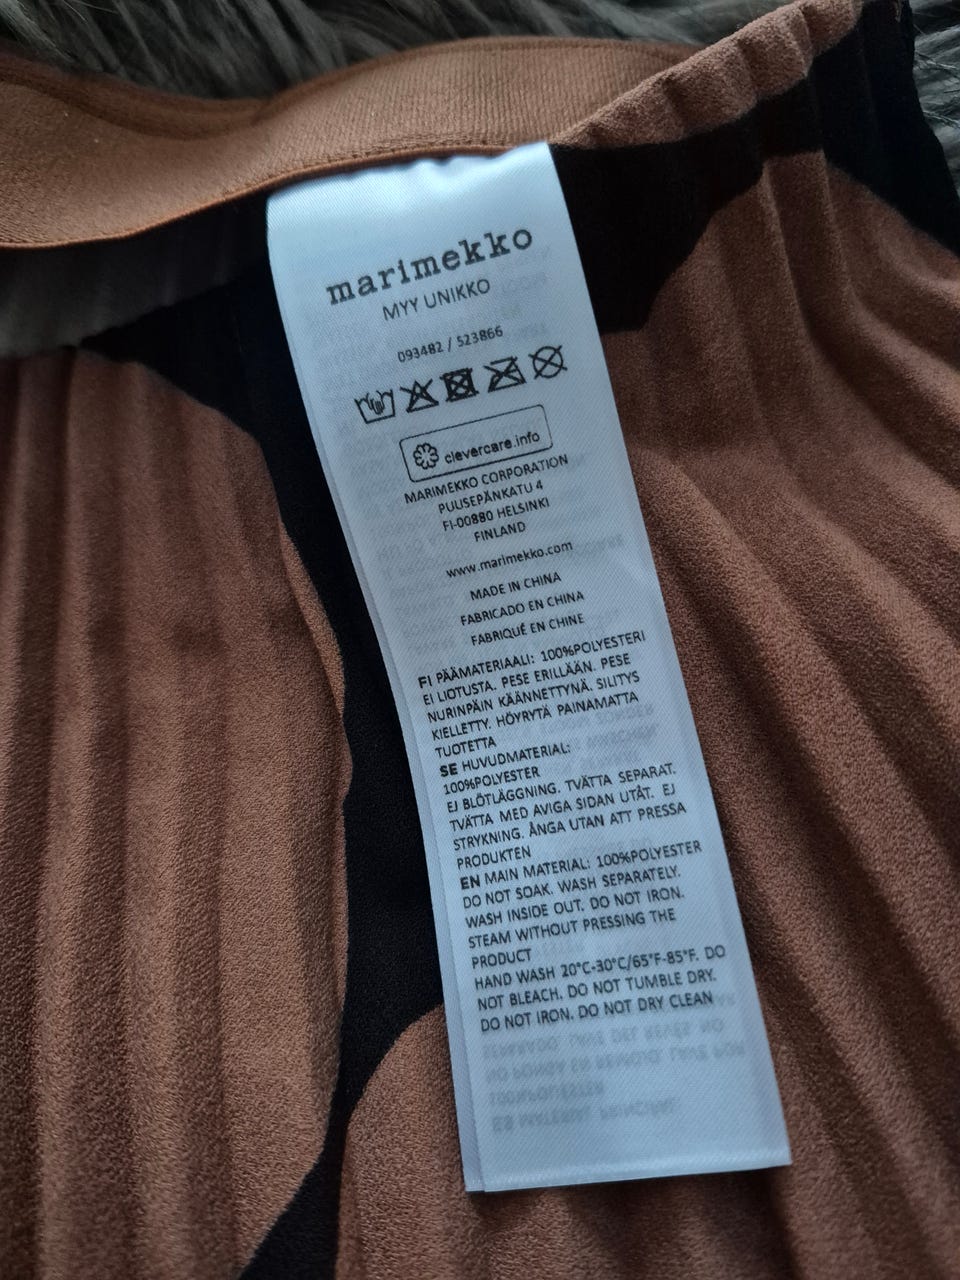 marimekko
MYY UNIKKO
093482 / 523866
clevercare.info
MARIMEKKO CORPORATION
PUUSEPÄNKATU 4
FI-00880 HELSINKI
FINLAND
www.marimekko.com
MADE IN CHINA
FABRICADO EN CHINA
FABRIQUÉ EN CHINE
FI PÄÄMATERIAALI: 100%POLYESTERI
EI LIOTUSTA. PESE ERILLÄÄN. PESE
NURINPÄIN KÄÄNNETTYNÄ. SILITYS
KIELLETTY. HÖYRYTÄ PAINAMATTA
TUOTETTA
SE HUVUDMATERIAL:
100%POLYESTER
EJ BLÖTLÄGGNING. TVÄTTA SEPARAT.
TVÄTTA MED AVIGA SIDAN UTÅT. EJ
STRYKNING. ÅNGA UTAN ATT PRESSA
PRODUKTEN
EN MAIN MATERIAL: 100%POLYESTER
DO NOT SOAK. WASH SEPARATELY.
WASH INSIDE OUT. DO NOT IRON.
STEAM WITHOUT PRESSING THE
PRODUCT
HAND WASH 20°C-30°C/65°F-85°F. DO
NOT BLEACH. DO NOT TUMBLE DRY.
DO NOT IRON. DO NOT DRY CLEAN